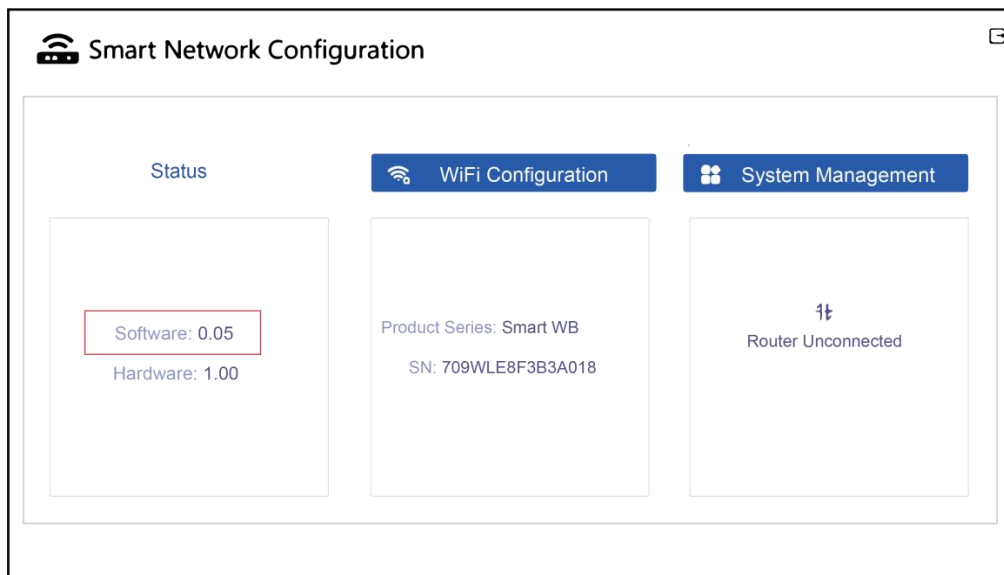 Smart Network Configuration
Status
WiFi Configuration
System Management
Software: 0.05
Hardware: 1.00
Product Series: Smart WB
SN: 709WLE8F3B3A018
Router Unconnected